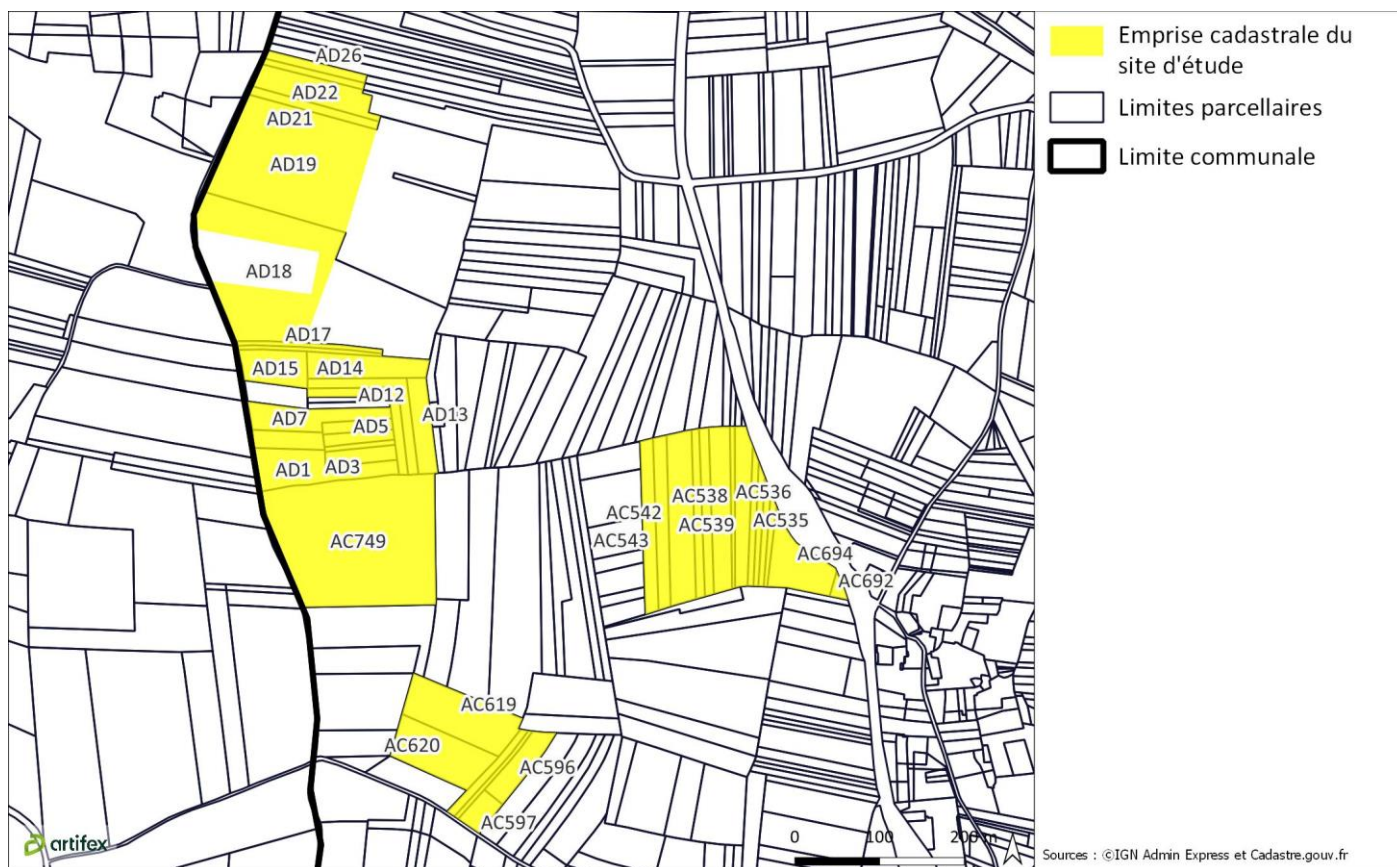 AD26
AD22
AD21
AD19
AD18
AD17
AD15
AD14
AD12
AD7
AD13
AD5
AD1
AD3
AC749
AC538
AC536
AC542
AC539
AC535
AC543
AC694
AC692
AC619
AC620
AC596
AC597
artifex
0 100 200 m
Emprise cadastrale du
site d'étude
Limites parcellaires
Limite communale
Sources : ©IGN Admin Express et Cadastre.gouv.fr